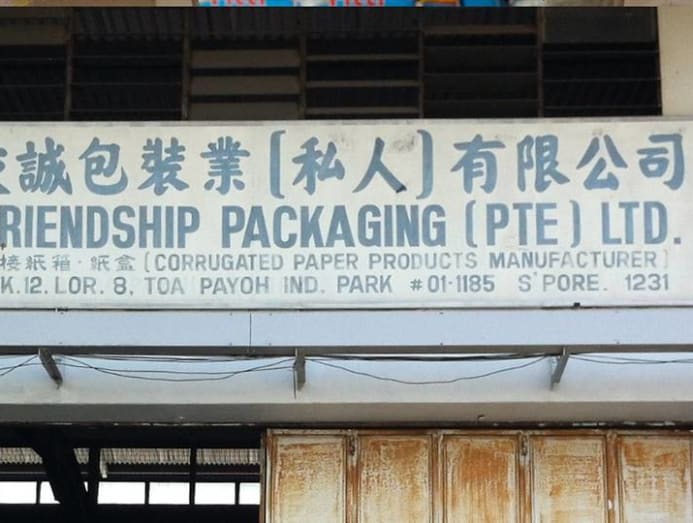 誠包裝業(私人)有限公司
RIENDSHIP PACKAGING (PTE) LTD.
接紙箱·紙盒(CORRUGATED PAPER PRODUCTS MANUFACTURER)
K.12. LOR. 8, TOA PAYOH IND. PARK #01-1185 S'PORE. 1231